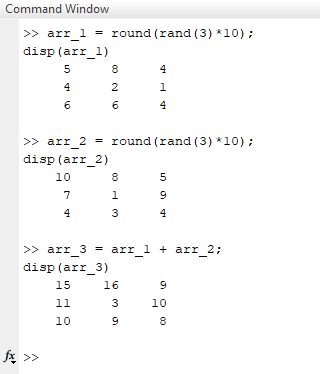 Command Window
>> arr_1 = round(rand(3)*10);
disp(arr_1)
5 8 4
4 2 1
6 6 4
>> arr_2 = round(rand(3)*10);
disp(arr_2)
10 8 5
7 1 9
4 3 4
>> arr_3 = arr_1 + arr_2;
disp(arr_3)
15 16 9
11 3 10
10 9 8
fx >>